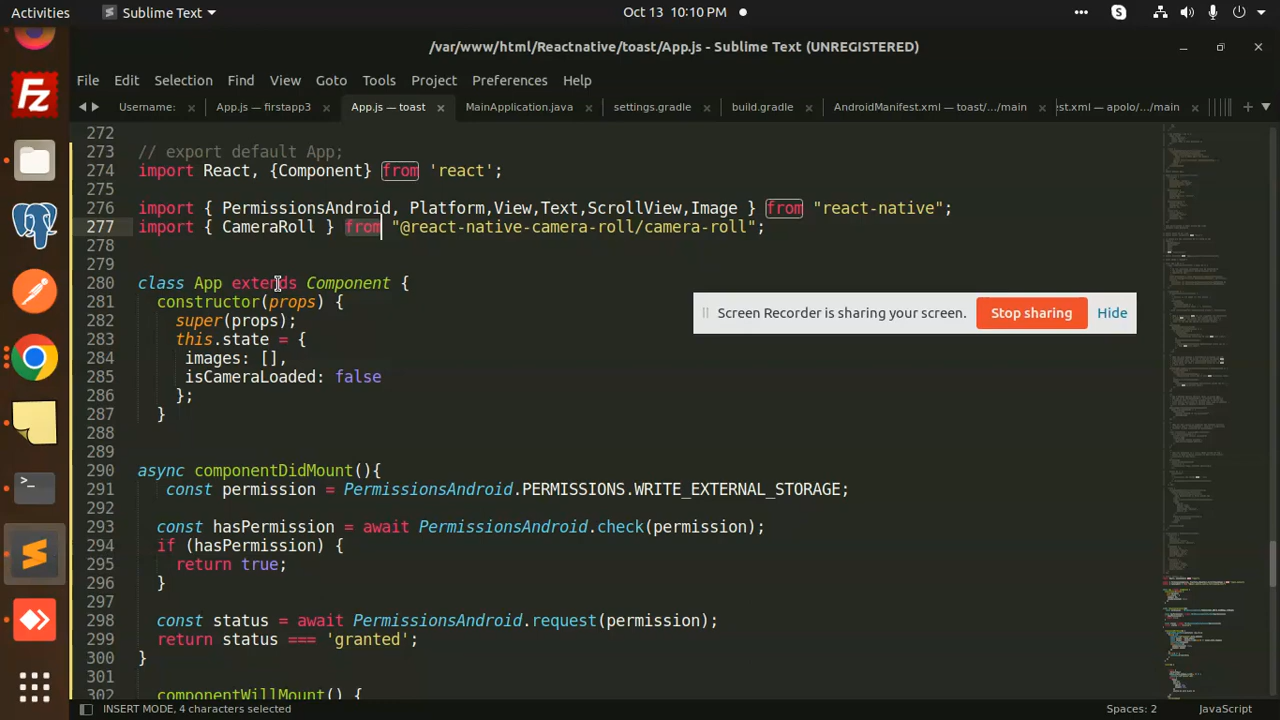 Activities
Sublime Text
Oct 13 10:10 PM
/var/www/html/Reactnative/toast/App.js - Sublime Text (UNREGISTERED)
File Edit Selection Find View Goto Tools Project Preferences Help
Username: × App.js — firstapp3 × App.js — toast × MainApplication.java × settings.gradle × build.gradle × AndroidManifest.xml — toast/…/main × est.xml — apolo/…/main ×
272
273 // export default App;
274 import React, {Component} from 'react';
275
276 import { PermissionsAndroid, Platform,View,Text,ScrollView,Image } from "react-native";
277 import { CameraRoll } from "@react-native-camera-roll/camera-roll";
278
279
280 class App extends Component {
281 constructor(props) {
282 super(props);
283 this.state = {
284 images: [],
285 isCameraLoaded: false
286 };
287 }
288
289
290 async componentDidMount(){
291 const permission = PermissionsAndroid.PERMISSIONS.WRITE_EXTERNAL_STORAGE;
292
293 const hasPermission = await PermissionsAndroid.check(permission);
294 if (hasPermission) {
295 return true;
296 }
297
298 const status = await PermissionsAndroid.request(permission);
299 return status === 'granted';
300 }
301
302 componentWillMount() {
Screen Recorder is sharing your screen. Stop sharing Hide
INSERT MODE, 4 characters selected
Spaces: 2
JavaScript